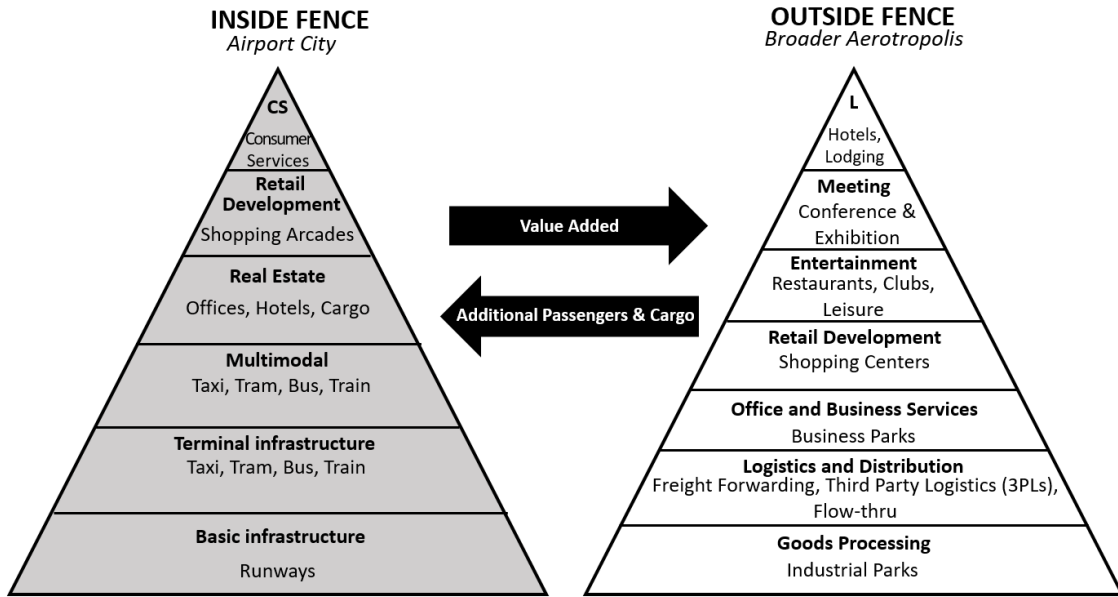 INSIDE FENCE
Airport City
CS
Consumer
Services
Retail
Development
Shopping Arcades
Real Estate
Offices, Hotels, Cargo
Multimodal
Taxi, Tram, Bus, Train
Terminal infrastructure
Taxi, Tram, Bus, Train
Basic infrastructure
Runways
Value Added
Additional Passengers & Cargo
OUTSIDE FENCE
Broader Aerotropolis
L
Hotels,
Lodging
Meeting
Conference &
Exhibition
Entertainment
Restaurants, Clubs,
Leisure
Retail Development
Shopping Centers
Office and Business Services
Business Parks
Logistics and Distribution
Freight Forwarding, Third Party Logistics (3PLs),
Flow-thru
Goods Processing
Industrial Parks